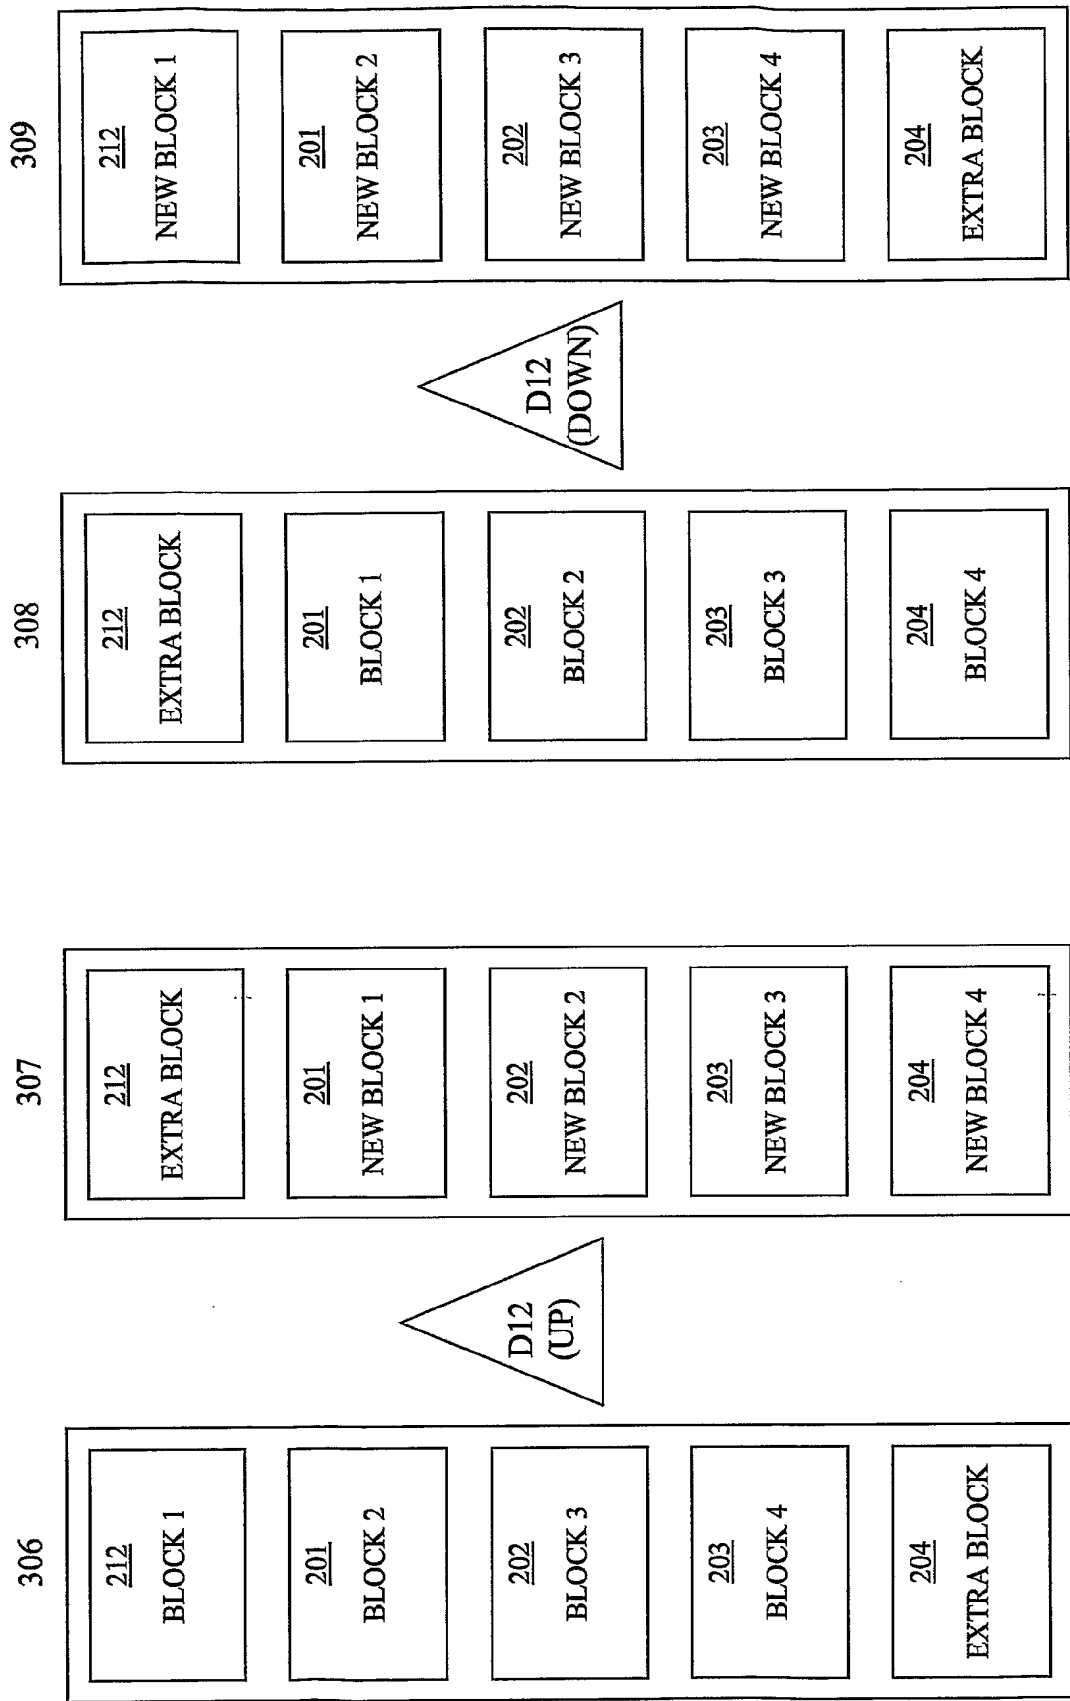 306
212
BLOCK 1
201
BLOCK 2
202
BLOCK 3
203
BLOCK 4
204
EXTRA BLOCK
D12
(UP)
307
212
EXTRA BLOCK
201
NEW BLOCK 1
202
NEW BLOCK 2
203
NEW BLOCK 3
204
NEW BLOCK 4
308
212
EXTRA BLOCK
201
BLOCK 1
202
BLOCK 2
203
BLOCK 3
204
BLOCK 4
D12
(DOWN)
309
212
NEW BLOCK 1
201
NEW BLOCK 2
202
NEW BLOCK 3
203
NEW BLOCK 4
204
EXTRA BLOCK